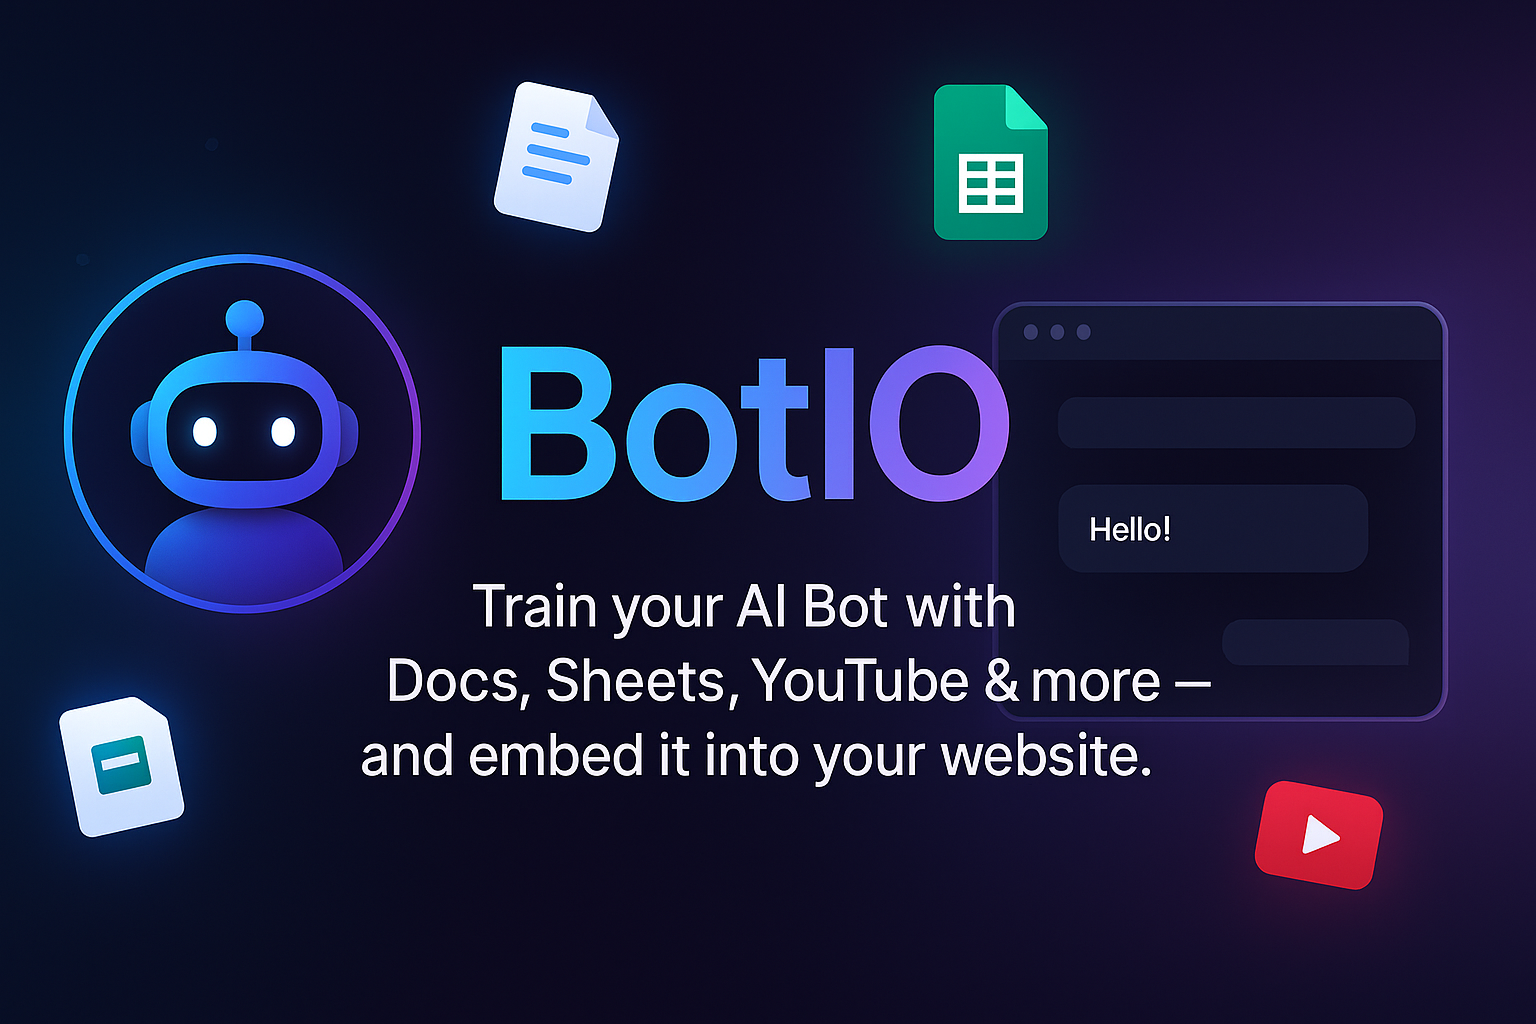 BotIO
Hello!
Train your AI Bot with
Docs, Sheets, YouTube & more –
and embed it into your website.